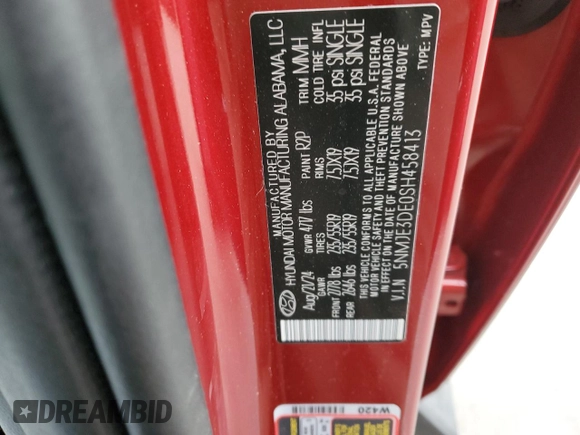 MANUFACTURED BY
HYUNDAI MOTOR MANUFACTURING ALABAMA, LLC
Aug/21/24 PAINT R2P TRIM MMH
GVWR 4717 lbs
GAWR TIRES RIMS COLD TIRE INFL
FRONT 2778 lbs 235/55R19 7.5JX19 35 psi SINGLE
REAR 2646 lbs 235/55R19 7.5JX19 35 psi SINGLE
THIS VEHICLE CONFORMS TO ALL APPLICABLE U.S.A. FEDERAL
MOTOR VEHICLE SAFETY AND THEFT PREVENTION STANDARDS
IN EFFECT ON THE DATE OF MANUFACTURE SHOWN ABOVE
V.I.N 5NMJE3DE0SH458413 TYPE: MPV
W420
DREAMBID